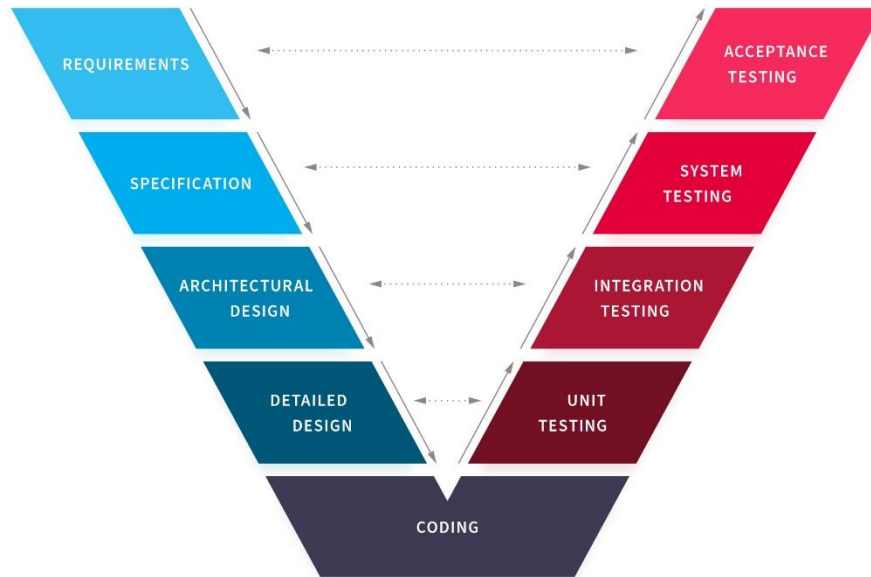 REQUIREMENTS
ACCEPTANCE
TESTING
SPECIFICATION
SYSTEM
TESTING
ARCHITECTURAL
DESIGN
INTEGRATION
TESTING
DETAILED
DESIGN
UNIT
TESTING
CODING